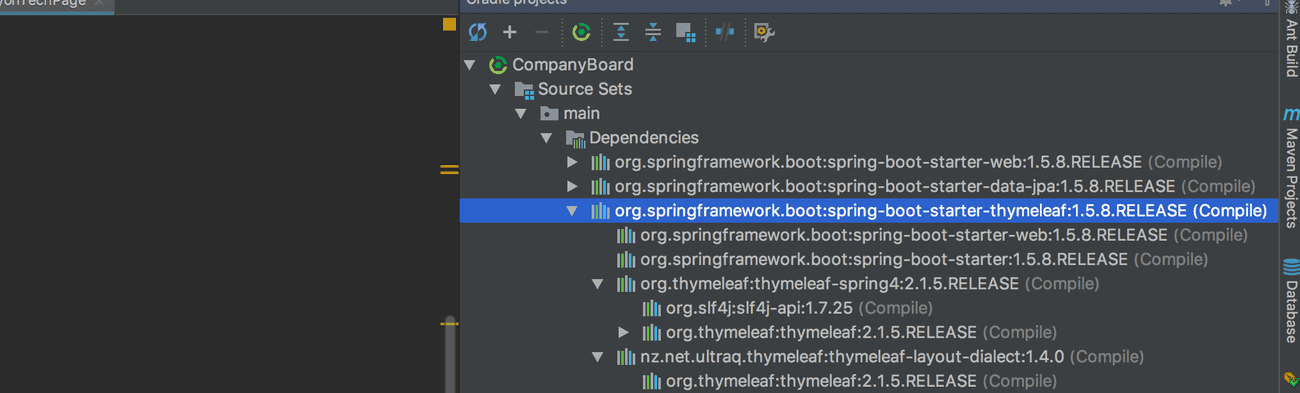 Gradle projects
CompanyBoard
Source Sets
main
Dependencies
org.springframework.boot:spring-boot-starter-web:1.5.8.RELEASE (Compile)
org.springframework.boot:spring-boot-starter-data-jpa:1.5.8.RELEASE (Compile)
org.springframework.boot:spring-boot-starter-thymeleaf:1.5.8.RELEASE (Compile)
org.springframework.boot:spring-boot-starter-web:1.5.8.RELEASE (Compile)
org.springframework.boot:spring-boot-starter:1.5.8.RELEASE (Compile)
org.thymeleaf:thymeleaf-spring4:2.1.5.RELEASE (Compile)
org.slf4j:slf4j-api:1.7.25 (Compile)
org.thymeleaf:thymeleaf:2.1.5.RELEASE (Compile)
nz.net.ultraq.thymeleaf:thymeleaf-layout-dialect:1.4.0 (Compile)
org.thymeleaf:thymeleaf:2.1.5.RELEASE (Compile)
Ant Build
m Maven Projects
Database